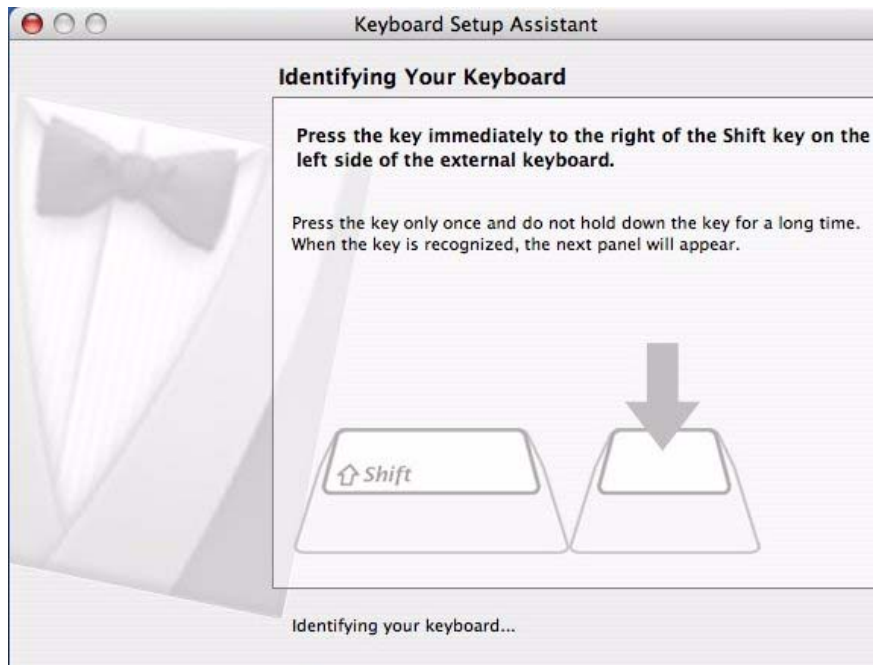 Keyboard Setup Assistant
Identifying Your Keyboard
Press the key immediately to the right of the Shift key on the
left side of the external keyboard.
Press the key only once and do not hold down the key for a long time.
When the key is recognized, the next panel will appear.
Shift
Identifying your keyboard...